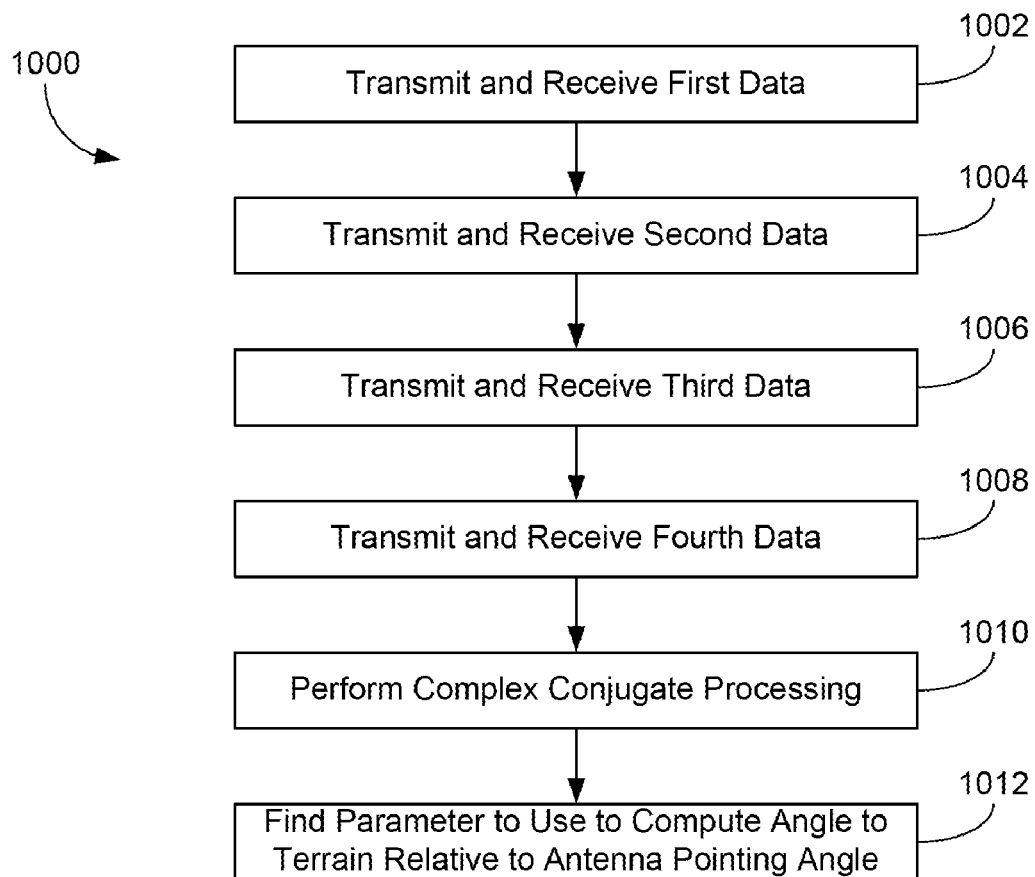 1000
1002
Transmit and Receive First Data
1004
Transmit and Receive Second Data
1006
Transmit and Receive Third Data
1008
Transmit and Receive Fourth Data
1010
Perform Complex Conjugate Processing
1012
Find Parameter to Use to Compute Angle to
Terrain Relative to Antenna Pointing Angle